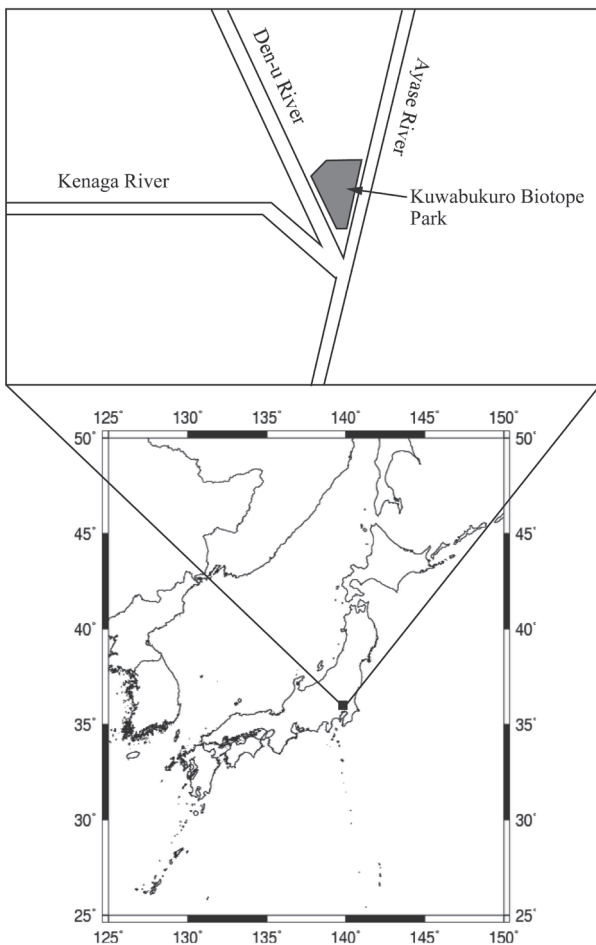 Den-u River
Ayase River
Kenaga River
Kuwabukuro Biotope
Park
125° 130° 135° 140° 145° 150°
50° 50°
45° 45°
40° 40°
35° 35°
30° 30°
25° 25°
125° 130° 135° 140° 145° 150°